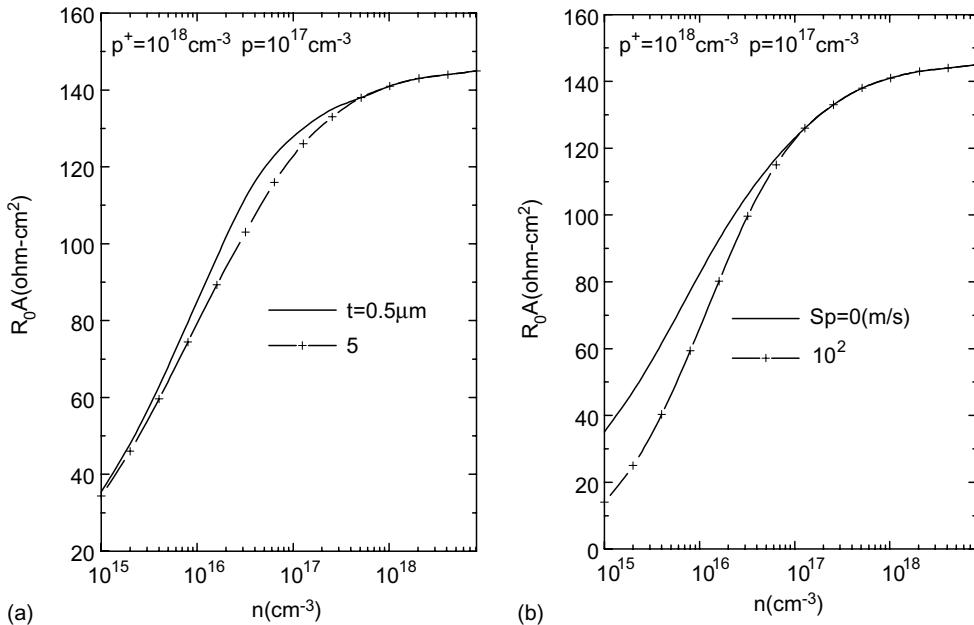 p⁺=10¹⁸cm⁻³ p=10¹⁷cm⁻³
160
140
120
100
80
60
40
20
R₀A(ohm-cm²)
t=0.5μm
5
10¹⁵
10¹⁶
10¹⁷
10¹⁸
n(cm⁻³)
(a)
p⁺=10¹⁸cm⁻³ p=10¹⁷cm⁻³
160
140
120
100
80
60
40
20
0
R₀A(ohm-cm²)
Sp=0(m/s)
10²
10¹⁵
10¹⁶
10¹⁷
10¹⁸
n(cm⁻³)
(b)